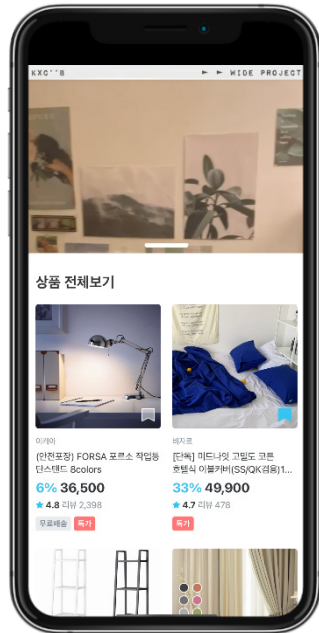 KXC''B ► ► WIDE PROJECT
상품 전체보기
이케아
(안전포장) FORSA 포르소 작업등
단스탠드 8colors
6% 36,500
★ 4.8 리뷰 2,398
무료배송 특가
바자르
[단독] 미드나잇 고밀도 코튼
호텔식 이불커버(SS/QK겸용)1...
33% 49,900
★ 4.7 리뷰 478
특가